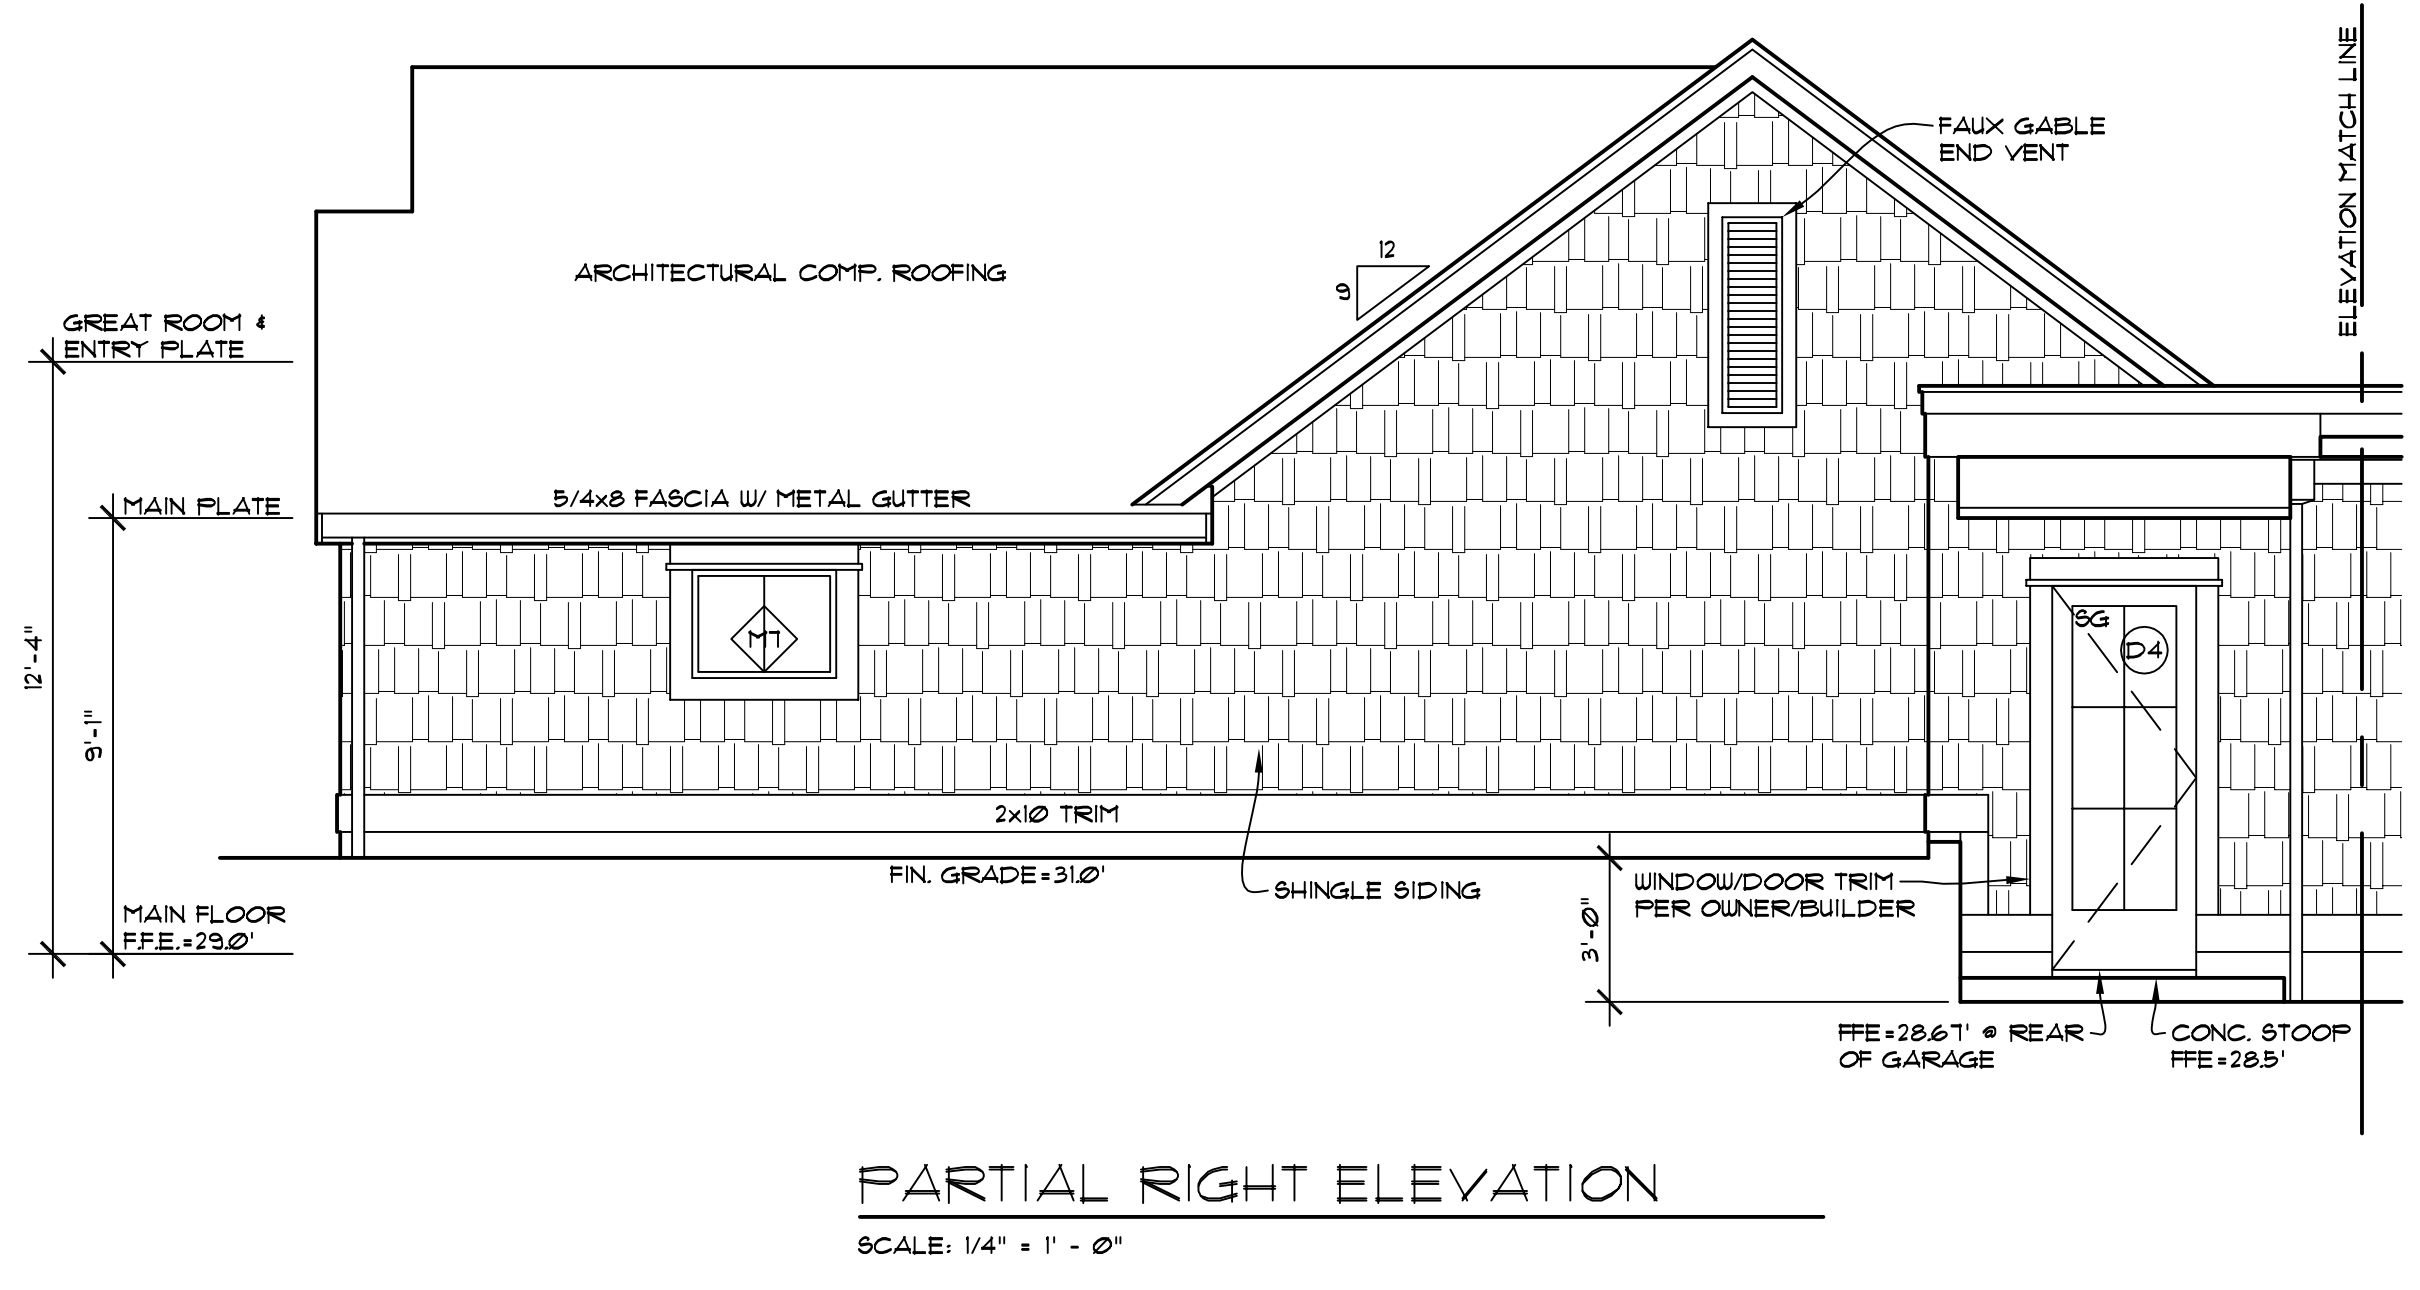 ELEVATION MATCH LINE
FAUX GABLE
END VENT
12
9
ARCHITECTURAL COMP. ROOFING
GREAT ROOM &
ENTRY PLATE
MAIN PLATE
5/4x8 FASCIA W/ METAL GUTTER
12'-4"
9'-1"
MT
SG
D4
2x10 TRIM
FIN. GRADE=31.0'
SHINGLE SIDING
WINDOW/DOOR TRIM
PER OWNER/BUILDER
3'-0"
MAIN FLOOR
F.F.E.=29.0'
FFE=28.67' @ REAR
OF GARAGE
CONC. STOOP
FFE=28.5'
PARTIAL RIGHT ELEVATION
SCALE: 1/4" = 1' - 0"